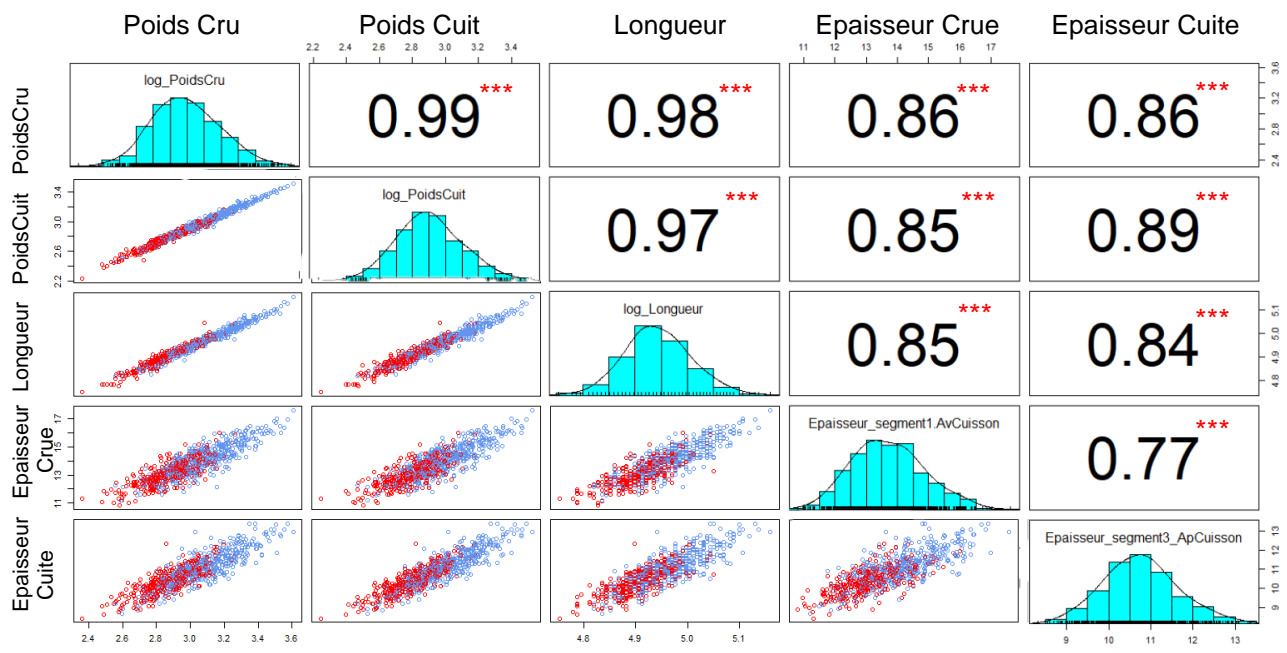 Poids Cru Poids Cuit Longueur Epaisseur Crue Epaisseur Cuite
2.2 2.4 2.6 2.8 3.0 3.2 3.4
11 12 13 14 15 16 17
PoidsCru
log_PoidsCru
0.99***
0.98***
0.86***
0.86***
2.4 2.8 3.2 3.6
PoidsCuit
2.2 2.6 3.0 3.4
log_PoidsCuit
0.97***
0.85***
0.89***
Longueur
log_Longueur
0.85***
0.84***
4.8 4.9 5.0 5.1
Epaisseur
Crue
11 13 15 17
Epaisseur_segment1.AvCuisson
0.77***
Epaisseur
Cuite
Epaisseur_segment3_ApCuisson
9 10 11 12 13
2.4 2.6 2.8 3.0 3.2 3.4 3.6
4.8 4.9 5.0 5.1
9 10 11 12 13